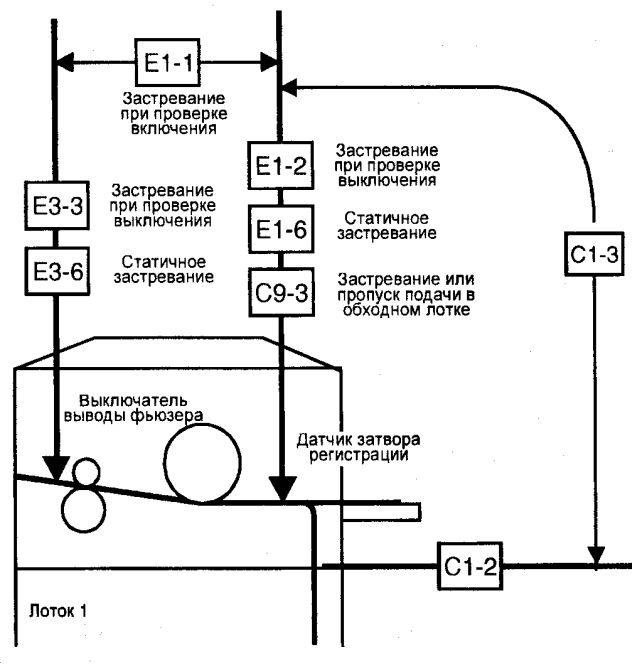 E1-1
Застревание
при проверке
включения
E1-2
Застревание
при проверке
выключения
E3-3
Застревание
при проверке
выключения
E1-6
Статичное
застревание
C1-3
E3-6
Статичное
застревание
C9-3
Застревание или
пропуск подачи в
обходном лотке
Выключатель
выводы фьюзера
Датчик затвора
регистрации
C1-2
Лоток 1